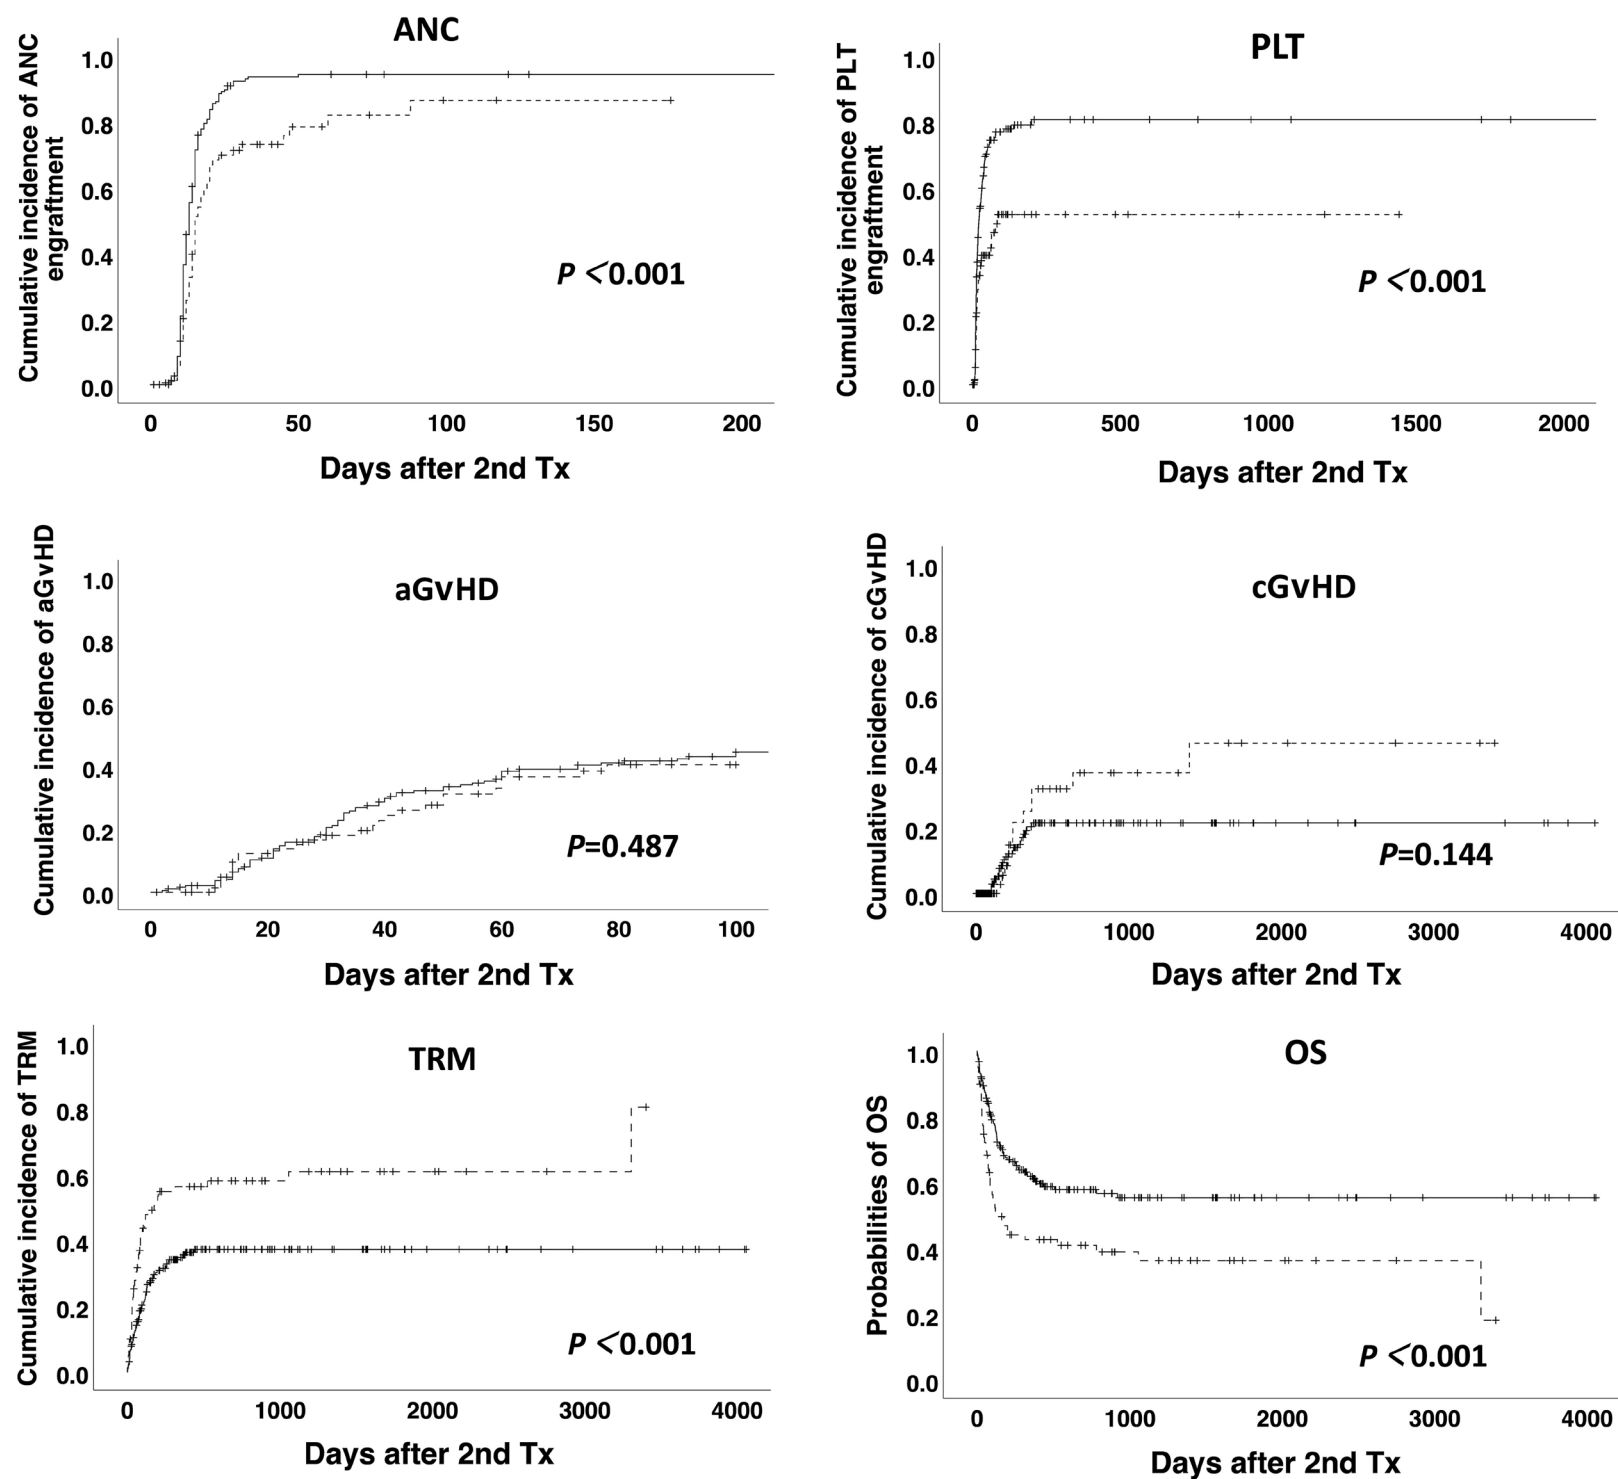 ANC
Cumulative incidence of ANC
engraftment
1.0
0.8
0.6
0.4
0.2
0.0
P <0.001
0 50 100 150 200
Days after 2nd Tx
PLT
Cumulative incidence of PLT
engraftment
1.0
0.8
0.6
0.4
0.2
0.0
P <0.001
0 500 1000 1500 2000
Days after 2nd Tx
aGvHD
Cumulative incidence of aGvHD
1.0
0.8
0.6
0.4
0.2
0.0
P=0.487
0 20 40 60 80 100
Days after 2nd Tx
cGvHD
Cumulative incidence of cGvHD
1.0
0.8
0.6
0.4
0.2
0.0
P=0.144
0 1000 2000 3000 4000
Days after 2nd Tx
TRM
Cumulative incidence of TRM
1.0
0.8
0.6
0.4
0.2
0.0
P <0.001
0 1000 2000 3000 4000
Days after 2nd Tx
OS
Probabilities of OS
1.0
0.8
0.6
0.4
0.2
0.0
P <0.001
0 1000 2000 3000 4000
Days after 2nd Tx